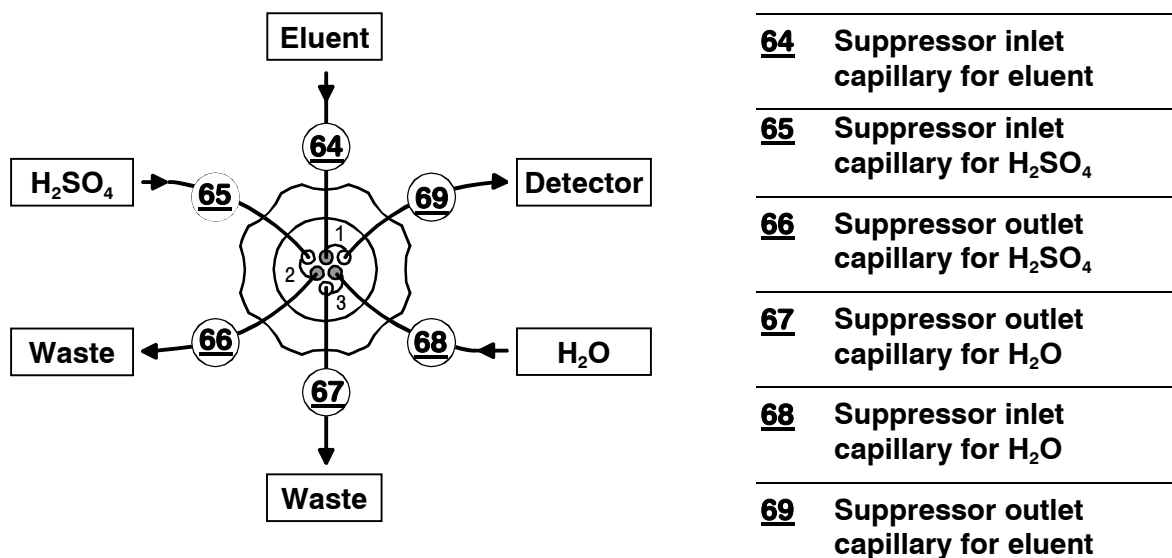 Eluent
64
H₂SO₄
65
69
Detector
1
2
3
Waste
66
68
H₂O
67
Waste
64 Suppressor inlet
capillary for eluent
65 Suppressor inlet
capillary for H₂SO₄
66 Suppressor outlet
capillary for H₂SO₄
67 Suppressor outlet
capillary for H₂O
68 Suppressor inlet
capillary for H₂O
69 Suppressor outlet
capillary for eluent